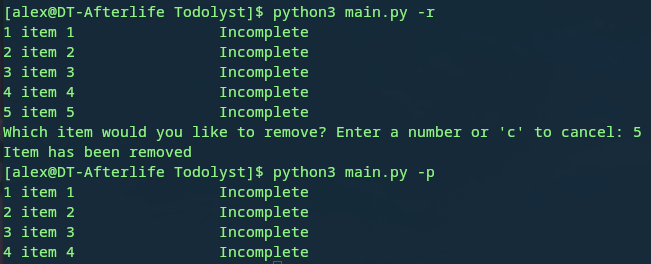 [alex@DT-Afterlife Todolyst]$ python3 main.py -r
1 item 1                Incomplete
2 item 2                Incomplete
3 item 3                Incomplete
4 item 4                Incomplete
5 item 5                Incomplete
Which item would you like to remove? Enter a number or 'c' to cancel: 5
Item has been removed
[alex@DT-Afterlife Todolyst]$ python3 main.py -p
1 item 1                Incomplete
2 item 2                Incomplete
3 item 3                Incomplete
4 item 4                Incomplete